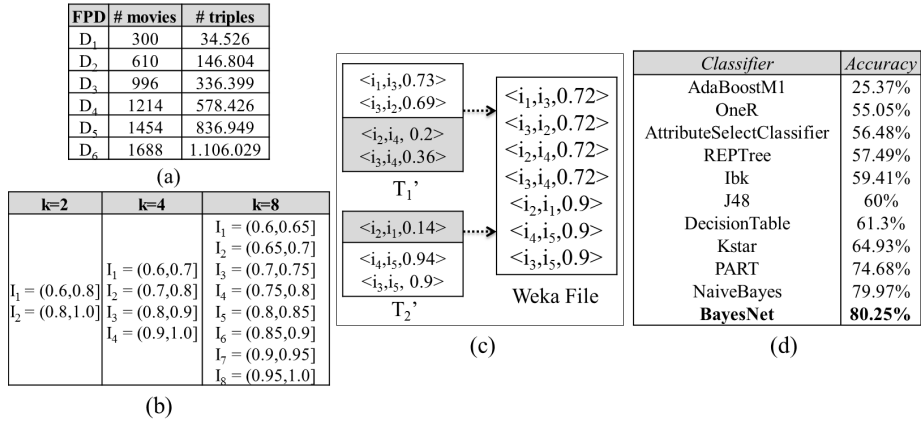 FPD # movies # triples
D1 300 34.526
D2 610 146.804
D3 996 336.399
D4 1214 578.426
D5 1454 836.949
D6 1688 1.106.029
(a)
k=2 k=4 k=8
I1 = (0.6,0.8]
I2 = (0.8,1.0]
I1 = (0.6,0.7]
I2 = (0.7,0.8]
I3 = (0.8,0.9]
I4 = (0.9,1.0]
I1 = (0.6,0.65]
I2 = (0.65,0.7]
I3 = (0.7,0.75]
I4 = (0.75,0.8]
I5 = (0.8,0.85]
I6 = (0.85,0.9]
I7 = (0.9,0.95]
I8 = (0.95,1.0]
(b)
<i1,i3,0.73>
<i3,i2,0.69>
<i2,i4, 0.2>
<i3,i4,0.36>
T1'
<i2,i1,0.14>
<i4,i5,0.94>
<i3,i5, 0.9>
T2'
<i1,i3,0.72>
<i3,i2,0.72>
<i2,i4,0.72>
<i3,i4,0.72>
<i2,i1,0.9>
<i4,i5,0.9>
<i3,i5,0.9>
Weka File
(c)
Classifier Accuracy
AdaBoostM1 25.37%
OneR 55.05%
AttributeSelectClassifier 56.48%
REPTree 57.49%
Ibk 59.41%
J48 60%
DecisionTable 61.3%
Kstar 64.93%
PART 74.68%
NaiveBayes 79.97%
BayesNet 80.25%
(d)